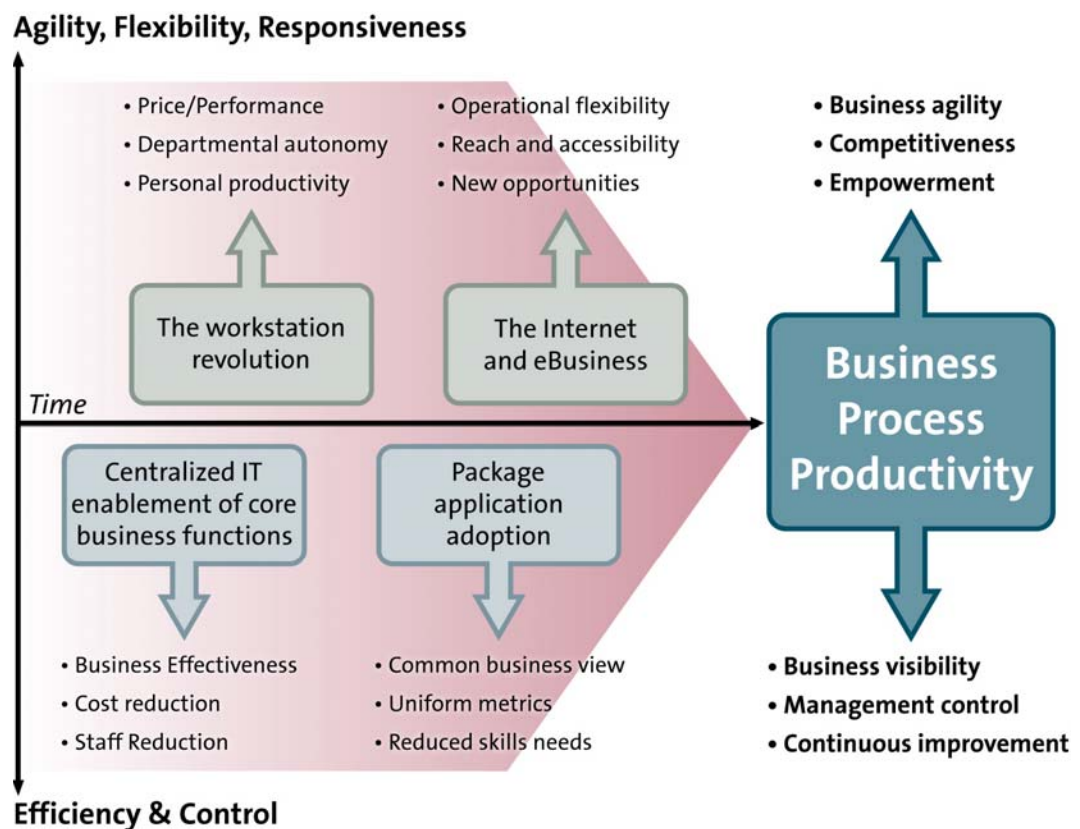 Agility, Flexibility, Responsiveness
• Price/Performance
• Departmental autonomy
• Personal productivity
• Operational flexibility
• Reach and accessibility
• New opportunities
• Business agility
• Competitiveness
• Empowerment
The workstation
revolution
The Internet
and eBusiness
Business
Process
Productivity
Time
Centralized IT
enablement of core
business functions
Package
application
adoption
• Business Effectiveness
• Cost reduction
• Staff Reduction
• Common business view
• Uniform metrics
• Reduced skills needs
• Business visibility
• Management control
• Continuous improvement
Efficiency & Control